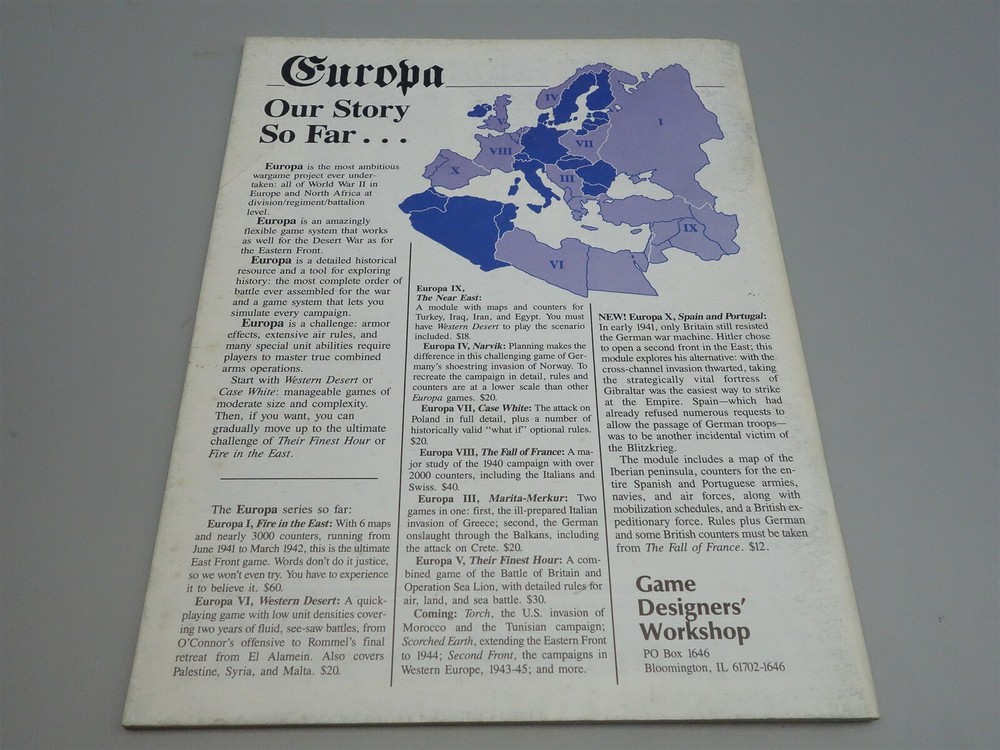 Europa
Our Story
So Far . . .
Europa is the most ambitious
wargame project ever under-
taken: all of World War II in
Europe and North Africa at
division/regiment/battalion
level.
Europa is an amazingly
flexible game system that works
as well for the Desert War as for
the Eastern Front.
Europa is a detailed historical
resource and a tool for exploring
history: the most complete order of
battle ever assembled for the war
and a game system that lets you
simulate every campaign.
Europa is a challenge: armor
effects, extensive air rules, and
many special unit abilities require
players to master true combined
arms operations.
Start with Western Desert or
Case White: manageable games of
moderate size and complexity.
Then, if you want, you can
gradually move up to the ultimate
challenge of Their Finest Hour or
Fire in the East.
The Europa series so far:
Europa I, Fire in the East: With 6 maps
and nearly 3000 counters, running from
June 1941 to March 1942, this is the ultimate
East Front game. Words don't do it justice,
so we won't even try. You have to experience
it to believe it. $60.
Europa VI, Western Desert: A quick-
playing game with low unit densities cover-
ing two years of fluid, see-saw battles, from
O'Connor's offensive to Rommel's final
retreat from El Alamein. Also covers
Palestine, Syria, and Malta. $20.
IV
V
I
VIII
VII
X
III
IX
VI
Europa IX,
The Near East:
A module with maps and counters for
Turkey, Iraq, Iran, and Egypt. You must
have Western Desert to play the scenario
included. $18.
Europa IV, Narvik: Planning makes the
difference in this challenging game of Ger-
many's shoestring invasion of Norway. To
recreate the campaign in detail, rules and
counters are at a lower scale than other
Europa games. $20.
Europa VII, Case White: The attack on
Poland in full detail, plus a number of
historically valid "what if" optional rules.
$20.
Europa VIII, The Fall of France: A ma-
jor study of the 1940 campaign with over
2000 counters, including the Italians and
Swiss. $40.
Europa III, Marita-Merkur: Two
games in one: first, the ill-prepared Italian
invasion of Greece; second, the German
onslaught through the Balkans, including
the attack on Crete. $20.
Europa V, Their Finest Hour: A com-
bined game of the Battle of Britain and
Operation Sea Lion, with detailed rules for
air, land, and sea battle. $30.
Coming: Torch, the U.S. invasion of
Morocco and the Tunisian campaign;
Scorched Earth, extending the Eastern Front
to 1944; Second Front, the campaigns in
Western Europe, 1943-45; and more.
NEW! Europa X, Spain and Portugal:
In early 1941, only Britain still resisted
the German war machine. Hitler chose
to open a second front in the East; this
module explores his alternative: with the
cross-channel invasion thwarted, taking
the strategically vital fortress of
Gibraltar was the easiest way to strike
at the Empire. Spain—which had
already refused numerous requests to
allow the passage of German troops—
was to be another incidental victim of
the Blitzkrieg.
The module includes a map of the
Iberian peninsula, counters for the en-
tire Spanish and Portuguese armies,
navies, and air forces, along with
mobilization schedules, and a British ex-
peditionary force. Rules plus German
and some British counters must be taken
from The Fall of France. $12.
Game
Designers'
Workshop
PO Box 1646
Bloomington, IL 61702-1646